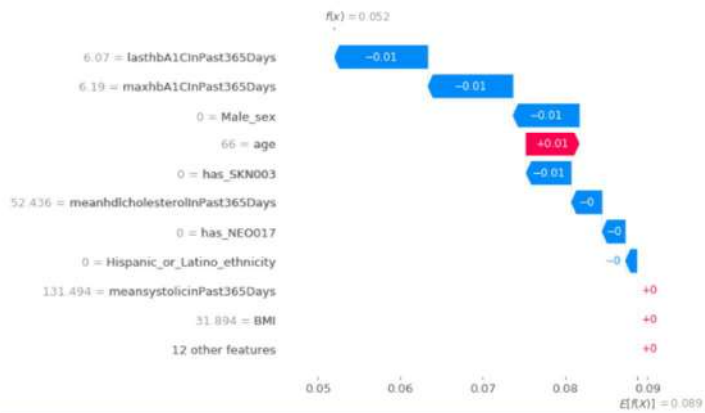 f(x) = 0.052
6.07 = lasthbA1CInPast365Days
−0.01
6.19 = maxhbA1CInPast365Days
−0.01
0 = Male_sex
−0.01
66 = age
+0.01
0 = has_SKN003
−0.01
52.436 = meanhdlcholesterolInPast365Days
−0
0 = has_NEO017
−0
0 = Hispanic_or_Latino_ethnicity
−0
131.494 = meansystolicinPast365Days
+0
31.894 = BMI
+0
12 other features
+0
0.05 0.06 0.07 0.08 0.09
E[f(X)] = 0.089